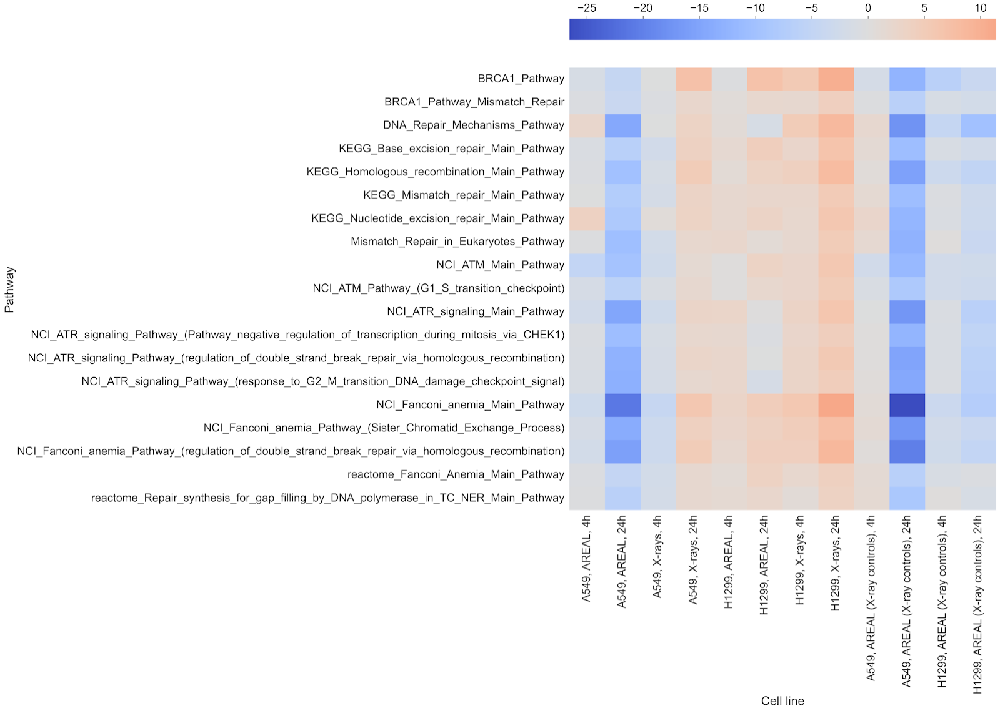 −25 −20 −15 −10 −5 0 5 10
BRCA1_Pathway
BRCA1_Pathway_Mismatch_Repair
DNA_Repair_Mechanisms_Pathway
KEGG_Base_excision_repair_Main_Pathway
KEGG_Homologous_recombination_Main_Pathway
KEGG_Mismatch_repair_Main_Pathway
KEGG_Nucleotide_excision_repair_Main_Pathway
Mismatch_Repair_in_Eukaryotes_Pathway
NCI_ATM_Main_Pathway
NCI_ATM_Pathway_(G1_S_transition_checkpoint)
NCI_ATR_signaling_Main_Pathway
NCI_ATR_signaling_Pathway_(Pathway_negative_regulation_of_transcription_during_mitosis_via_CHEK1)
NCI_ATR_signaling_Pathway_(regulation_of_double_strand_break_repair_via_homologous_recombination)
NCI_ATR_signaling_Pathway_(response_to_G2_M_transition_DNA_damage_checkpoint_signal)
NCI_Fanconi_anemia_Main_Pathway
NCI_Fanconi_anemia_Pathway_(Sister_Chromatid_Exchange_Process)
NCI_Fanconi_anemia_Pathway_(regulation_of_double_strand_break_repair_via_homologous_recombination)
reactome_Fanconi_Anemia_Main_Pathway
reactome_Repair_synthesis_for_gap_filling_by_DNA_polymerase_in_TC_NER_Main_Pathway
Pathway
A549, AREAL, 4h
A549, AREAL, 24h
A549, X-rays, 4h
A549, X-rays, 24h
H1299, AREAL, 4h
H1299, AREAL, 24h
H1299, X-rays, 4h
H1299, X-rays, 24h
A549, AREAL (X-ray controls), 4h
A549, AREAL (X-ray controls), 24h
H1299, AREAL (X-ray controls), 4h
H1299, AREAL (X-ray controls), 24h
Cell line